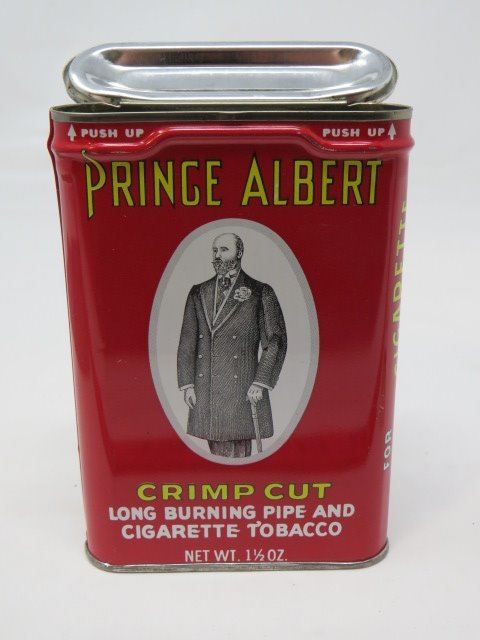 ↑ PUSH UP PUSH UP ↑
PRINCE ALBERT
CRIMP CUT
LONG BURNING PIPE AND
CIGARETTE TOBACCO
NET WT. 1½ OZ.
FOR CIGARETTE